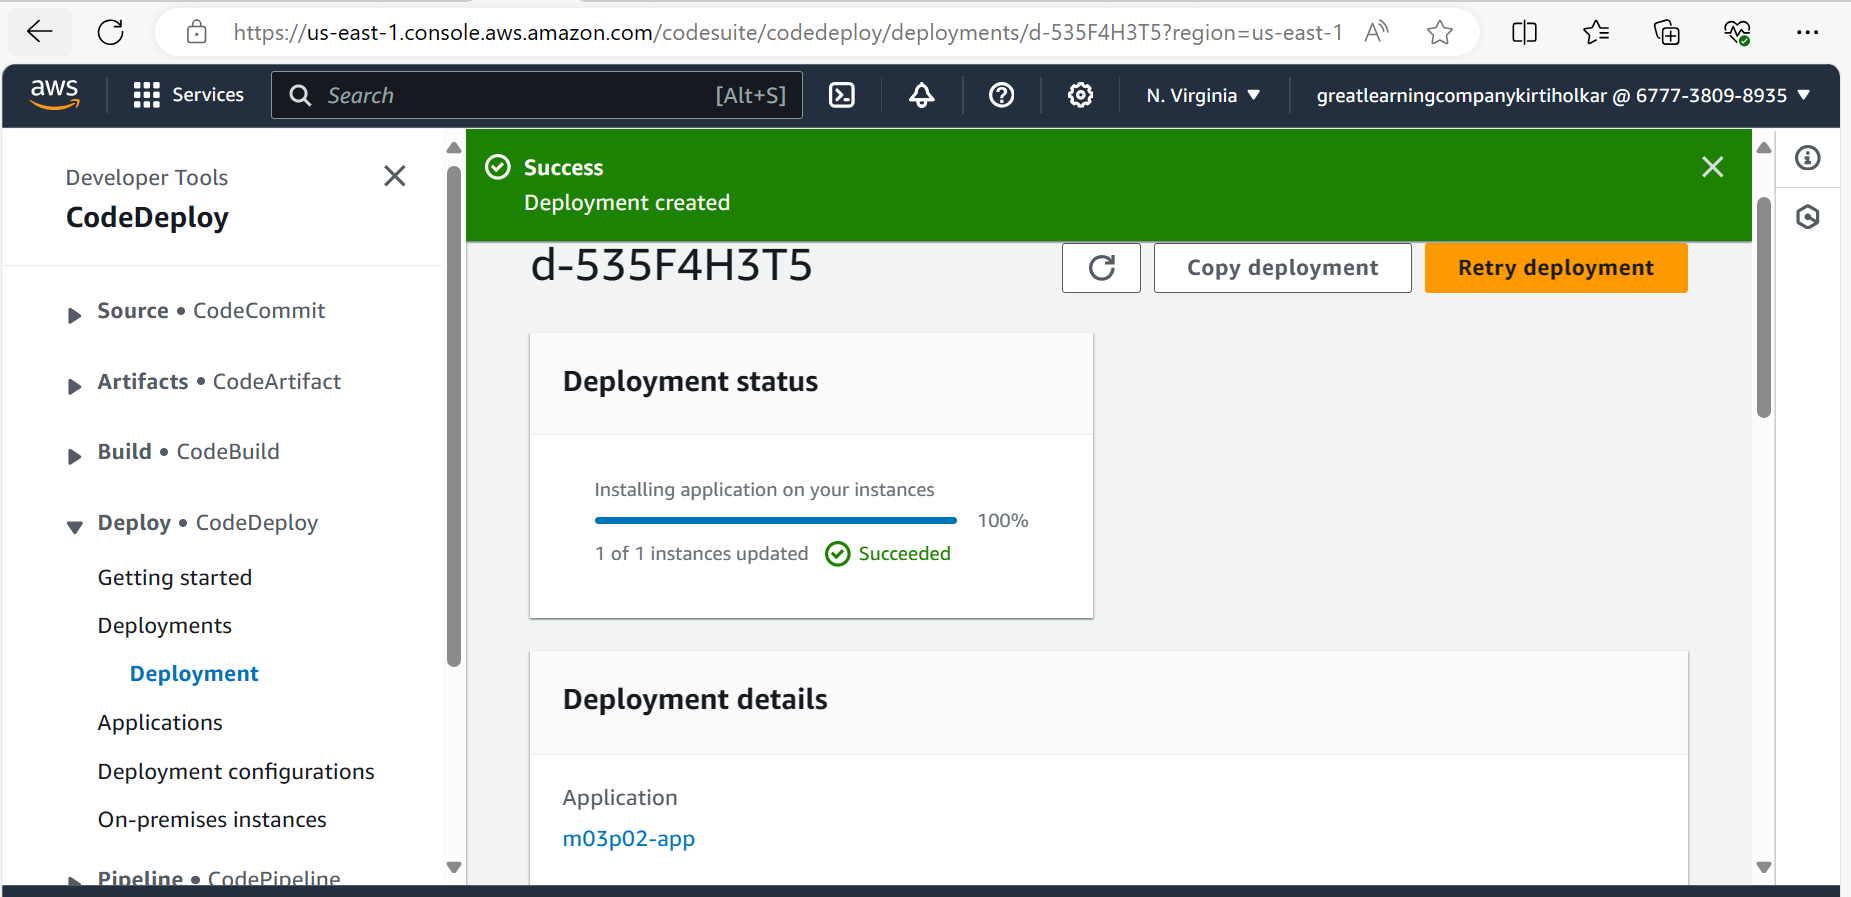 https://us-east-1.console.aws.amazon.com/codesuite/codedeploy/deployments/d-535F4H3T5?region=us-east-1
aws
Services
Search
[Alt+S]
N. Virginia
greatlearningcompanykirtiholkar @ 6777-3809-8935
Developer Tools
CodeDeploy
Source • CodeCommit
Artifacts • CodeArtifact
Build • CodeBuild
Deploy • CodeDeploy
Getting started
Deployments
Deployment
Applications
Deployment configurations
On-premises instances
Pipeline • CodePipeline
Success
Deployment created
d-535F4H3T5
Copy deployment
Retry deployment
Deployment status
Installing application on your instances
100%
1 of 1 instances updated
Succeeded
Deployment details
Application
m03p02-app